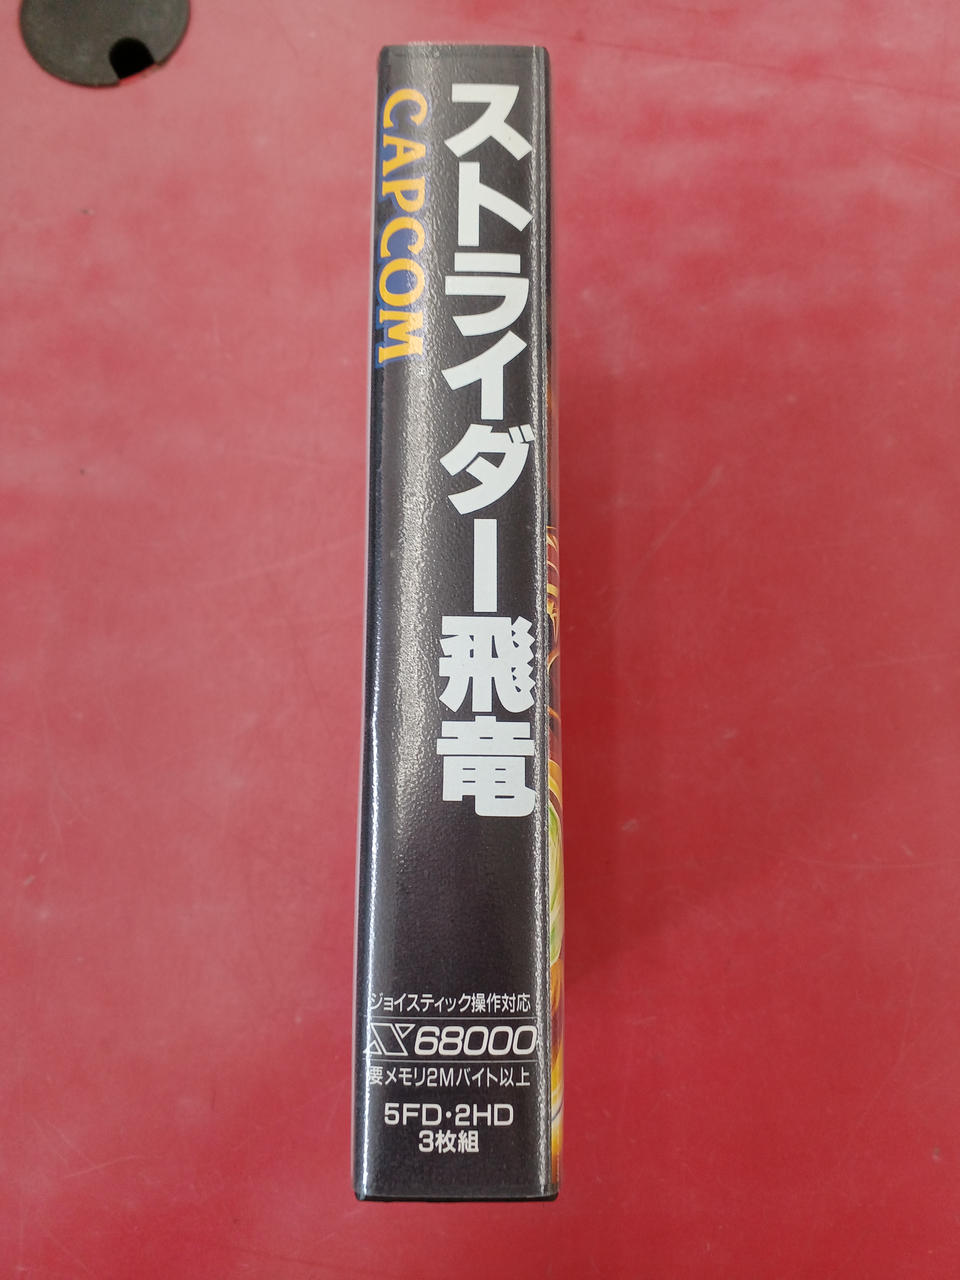 ストライダー飛竜
CAPCOM
ジョイスティック操作対応
X68000
要メモリ2Mバイト以上
5FD・2HD
3枚組